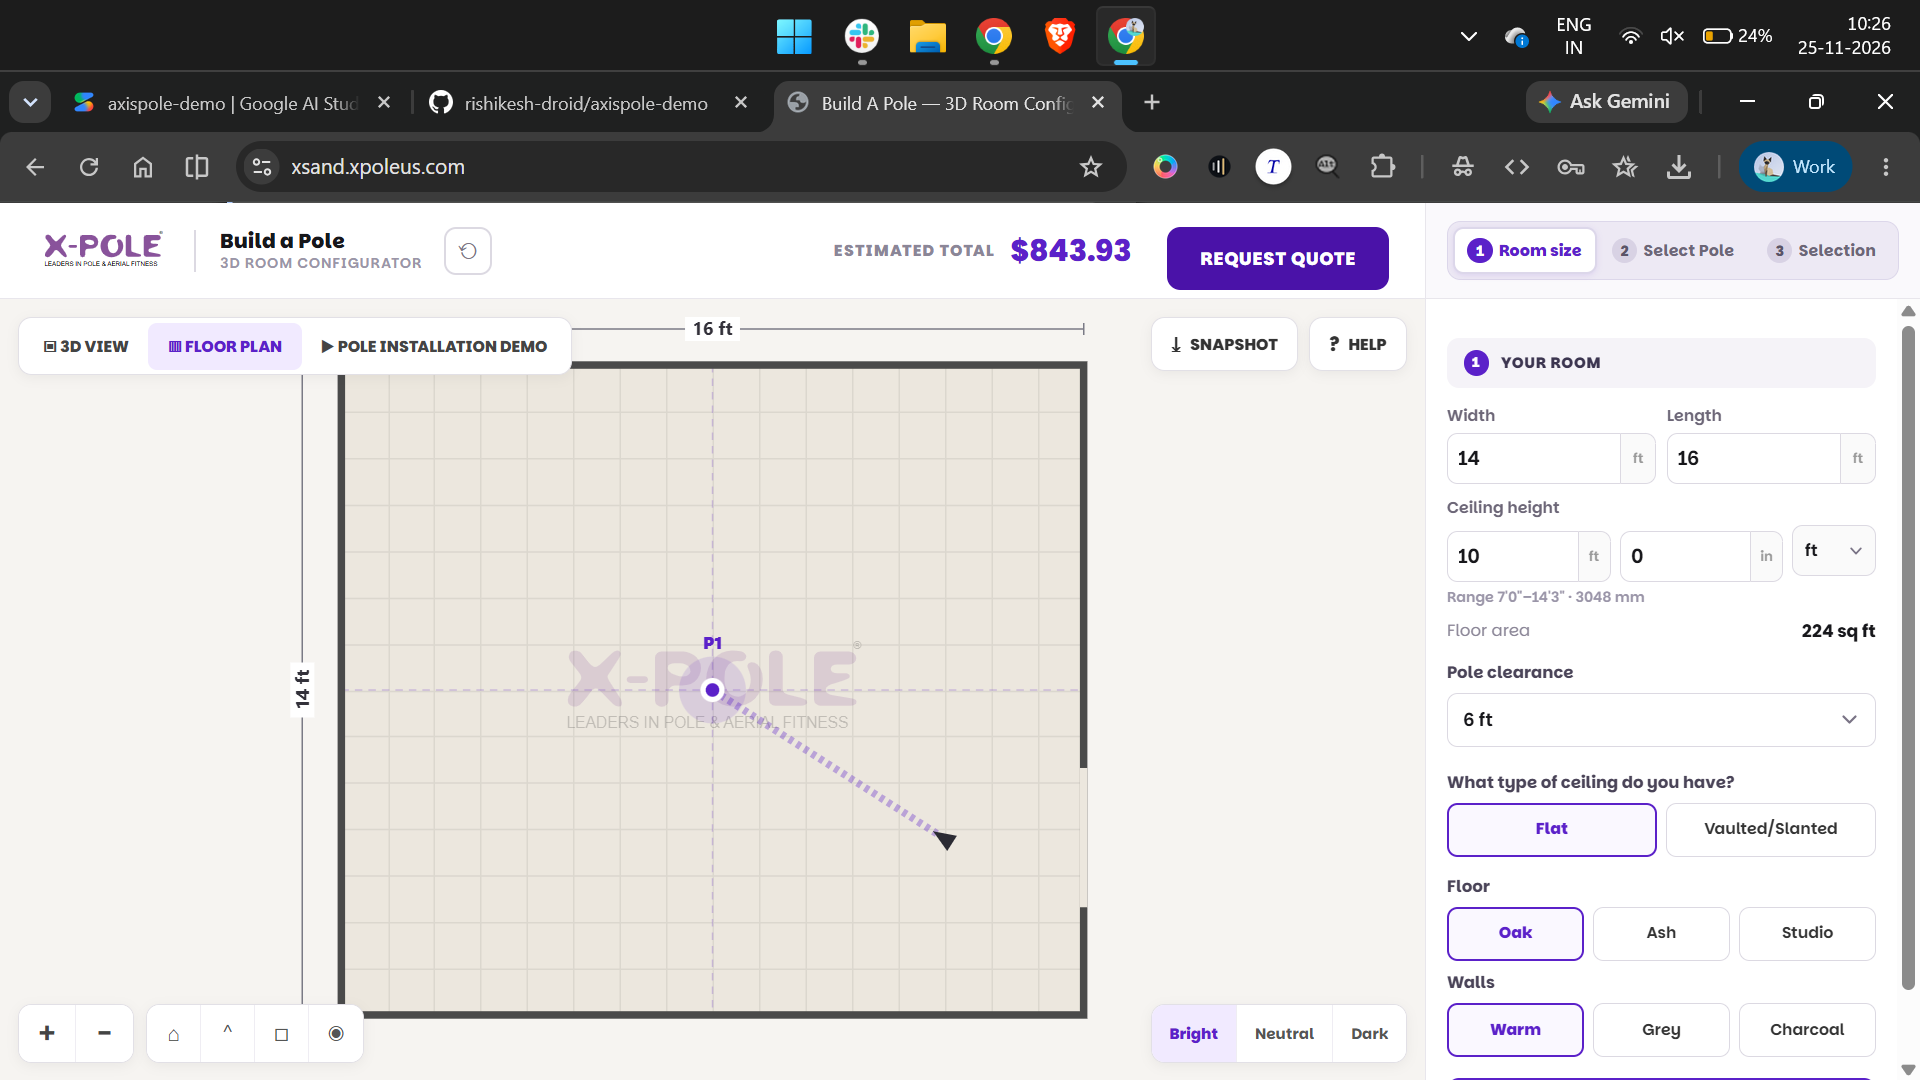 ENG
IN
24%
10:26
25-11-2026
axispole-demo | Google AI Stud
rishikesh-droid/axispole-demo
Build A Pole — 3D Room Config
Ask Gemini
xsand.xpoleus.com
Work
X-POLE®
LEADERS IN POLE & AERIAL FITNESS
Build a Pole
3D ROOM CONFIGURATOR
ESTIMATED TOTAL $843.93
REQUEST QUOTE
1 Room size
2 Select Pole
3 Selection
3D VIEW
FLOOR PLAN
POLE INSTALLATION DEMO
16 ft
SNAPSHOT
? HELP
14 ft
P1
X-POLE®
LEADERS IN POLE & AERIAL FITNESS
Bright
Neutral
Dark
1 YOUR ROOM
Width
Length
14 ft
16 ft
Ceiling height
10 ft
0 in
ft
Range 7'0"–14'3" · 3048 mm
Floor area
224 sq ft
Pole clearance
6 ft
What type of ceiling do you have?
Flat
Vaulted/Slanted
Floor
Oak
Ash
Studio
Walls
Warm
Grey
Charcoal